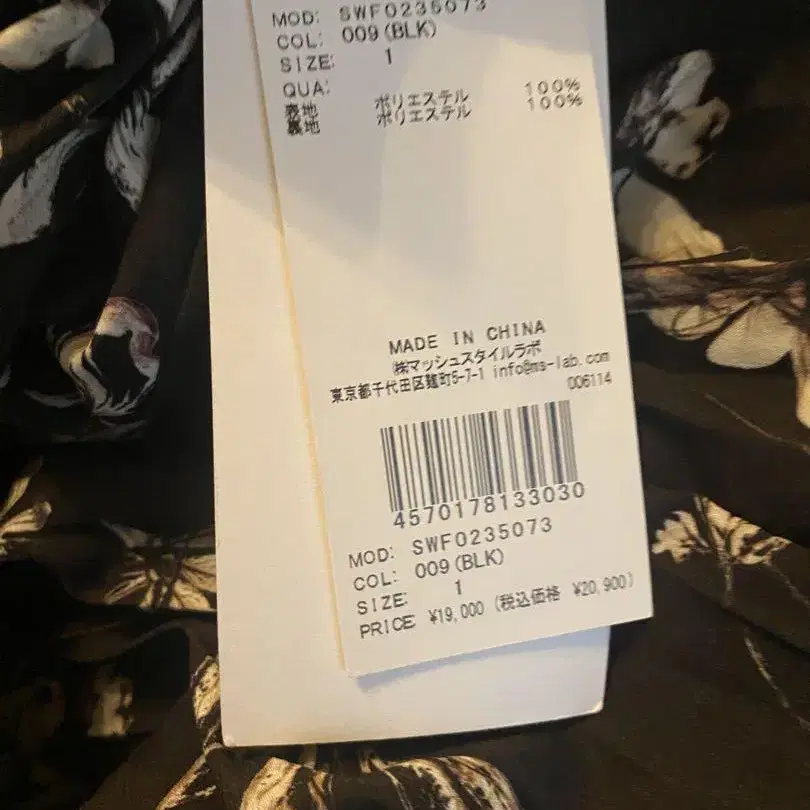 MOD: SWF0235073
COL: 009(BLK)
SIZE: 1
QUA:
表地 ポリエステル 100%
裏地 ポリエステル 100%
MADE IN CHINA
㈱マッシュスタイルラボ
東京都千代田区麹町5-7-1 info@ms-lab.com
006114
4570178133030
MOD: SWF0235073
COL: 009(BLK)
SIZE: 1
PRICE ¥19,000 (税込価格 ¥20,900)